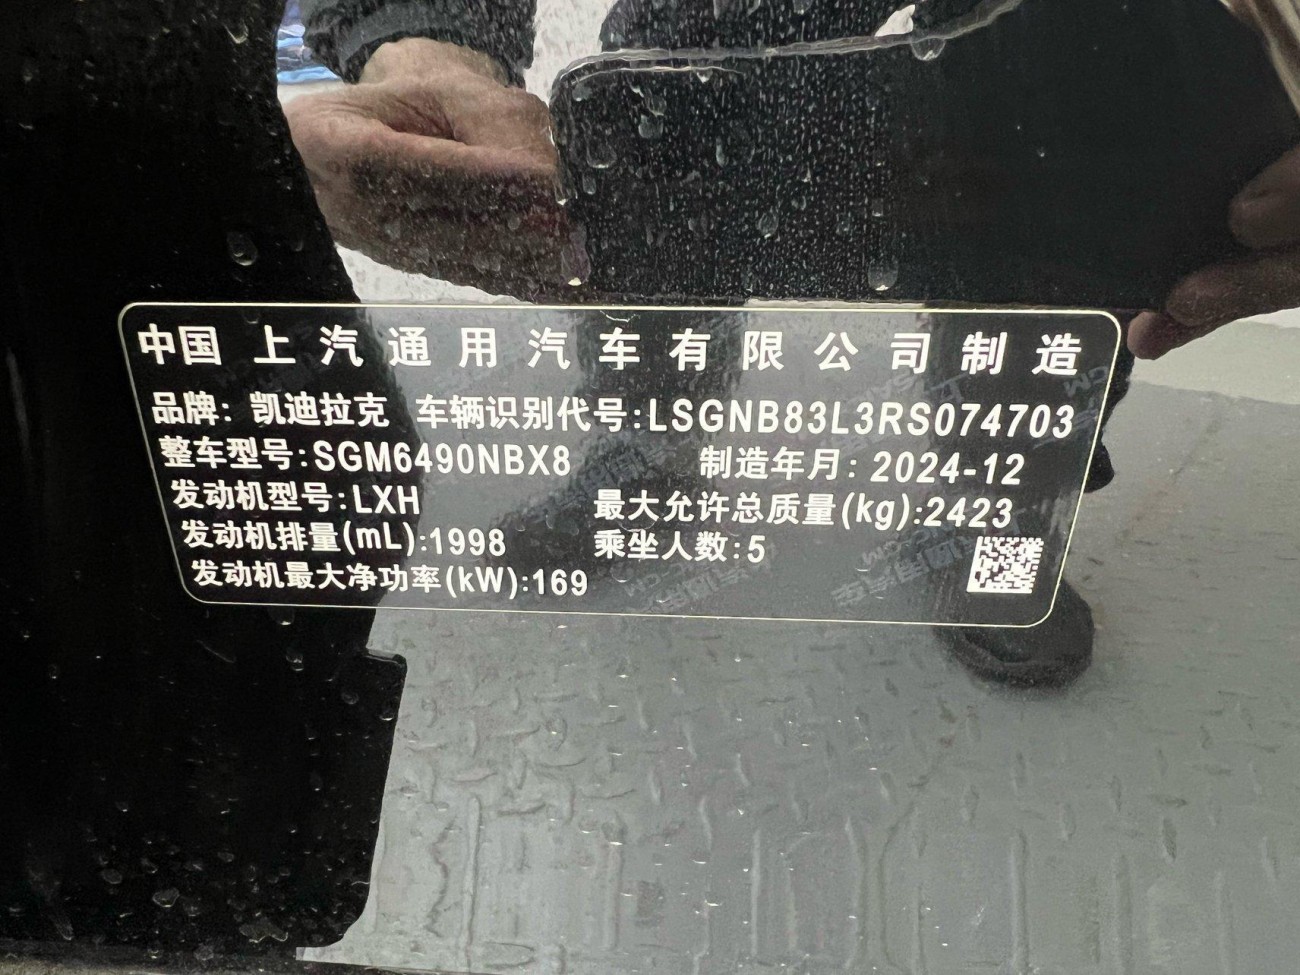 中国 上汽通用汽车有限公司制造
品牌: 凯迪拉克 车辆识别代号:LSGNB83L3RS074703
整车型号:SGM6490NBX8 制造年月: 2024-12
发动机型号:LXH 最大允许总质量(kg):2423
发动机排量(mL):1998 乘坐人数:5
发动机最大净功率(kW):169